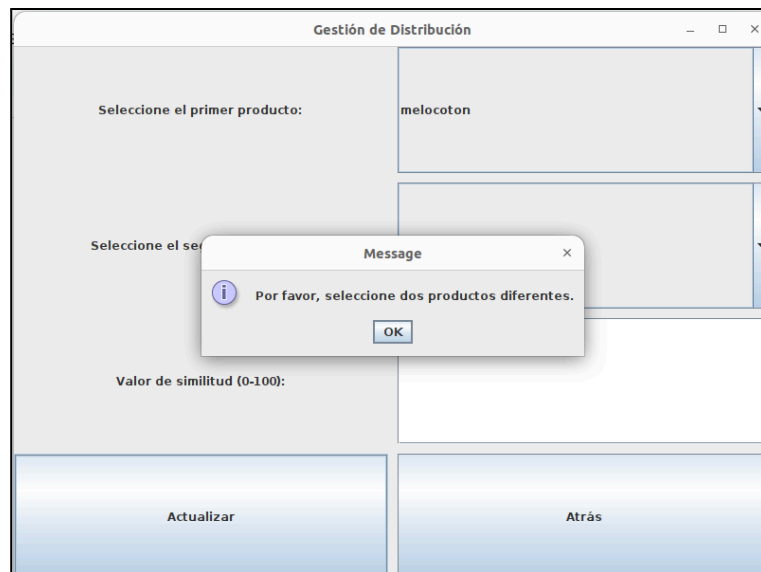 Gestión de Distribución
Seleccione el primer producto:
melocoton
Seleccione el
Message
Por favor, seleccione dos productos diferentes.
OK
Valor de similitud (0-100):
Actualizar
Atrás